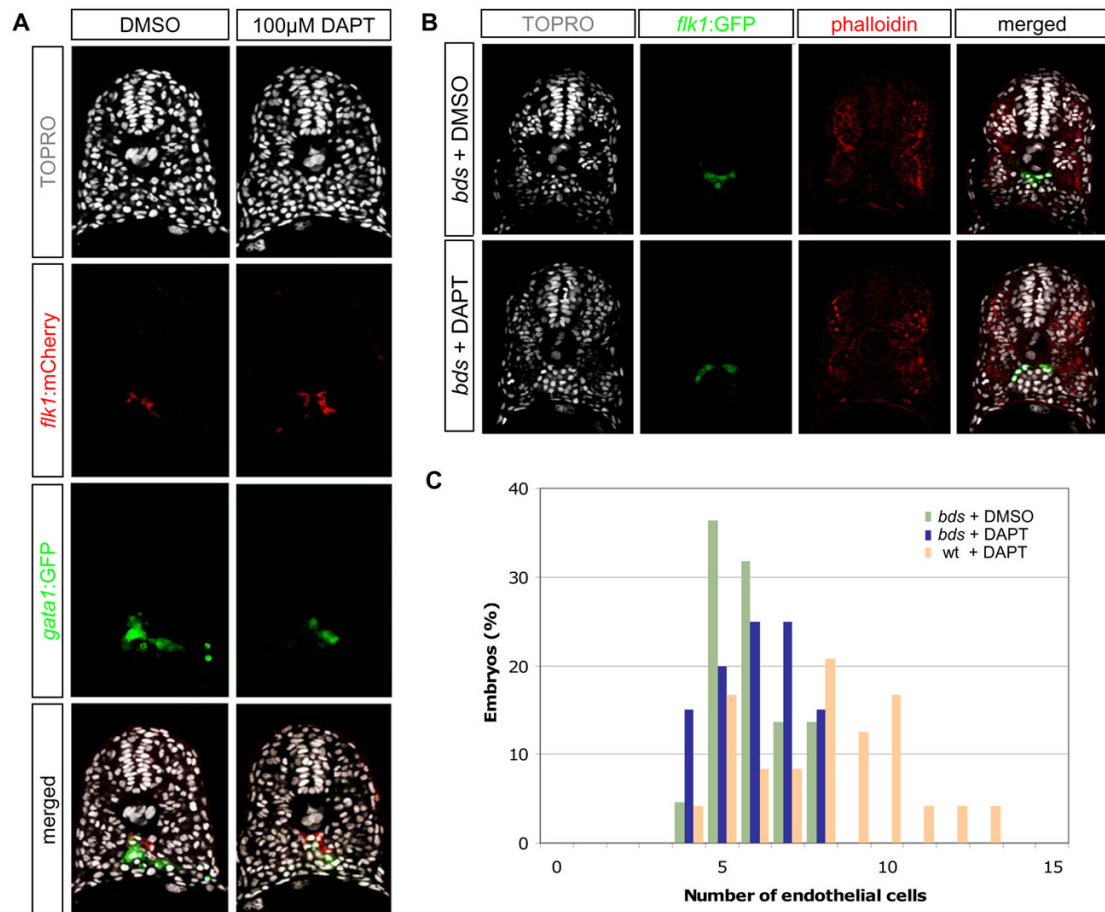 A
DMSO
100µM DAPT
TOPRO
flk1:mCherry
gata1:GFP
merged
B
TOPRO
flk1:GFP
phalloidin
merged
bds + DMSO
bds + DAPT
C
40
30
20
10
0
Embryos (%)
bds + DMSO
bds + DAPT
wt + DAPT
0
5
10
15
Number of endothelial cells